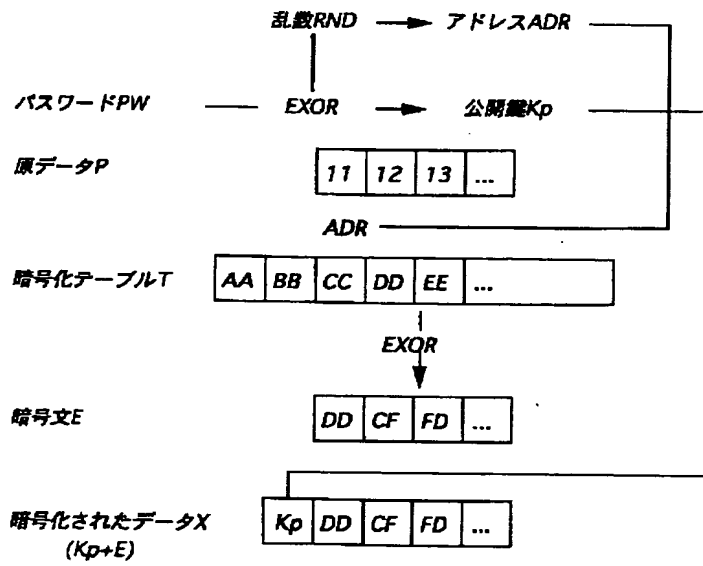 乱数RND アドレスADR
パスワードPW EXOR 公開鍵Kp
原データP 11 12 13 ...
ADR
暗号化テーブルT AA BB CC DD EE ...
EXOR
暗号文E DD CF FD ...
暗号化されたデータX Kp DD CF FD ...
(Kp+E)